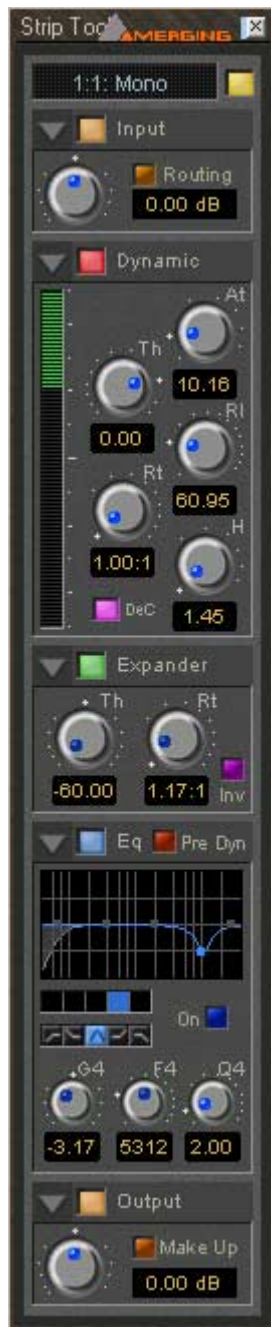 Strip Tool
MERGING
1:1: Mono
Input
Routing
0.00 dB
Dynamic
At
Th
10.16
0.00
Rl
Rt
60.95
1.00:1
H
DeC
1.45
Expander
Th
Rt
-60.00
1.17:1
Inv
Eq
Pre Dyn
On
G4
F4
Q4
-3.17
5312
2.00
Output
Make Up
0.00 dB